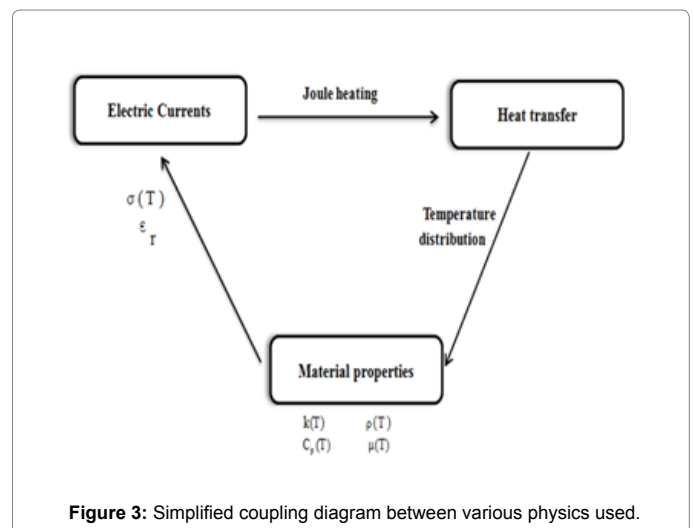 Joule heating
Electric Currents
Heat transfer
σ(T)
ε
r
Temperature
distribution
Material properties
k(T) ρ(T)
Cp(T) μ(T)
Figure 3: Simplified coupling diagram between various physics used.